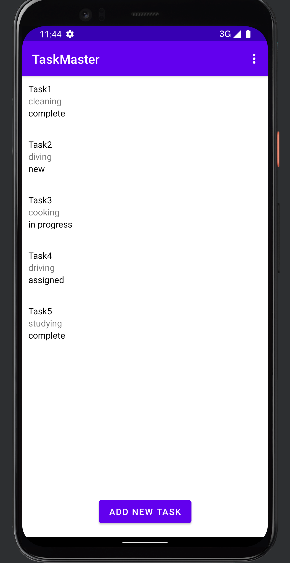 11:44
3G
TaskMaster
Task1
cleaning
complete
Task2
diving
new
Task3
cooking
in progress
Task4
driving
assigned
Task5
studying
complete
ADD NEW TASK